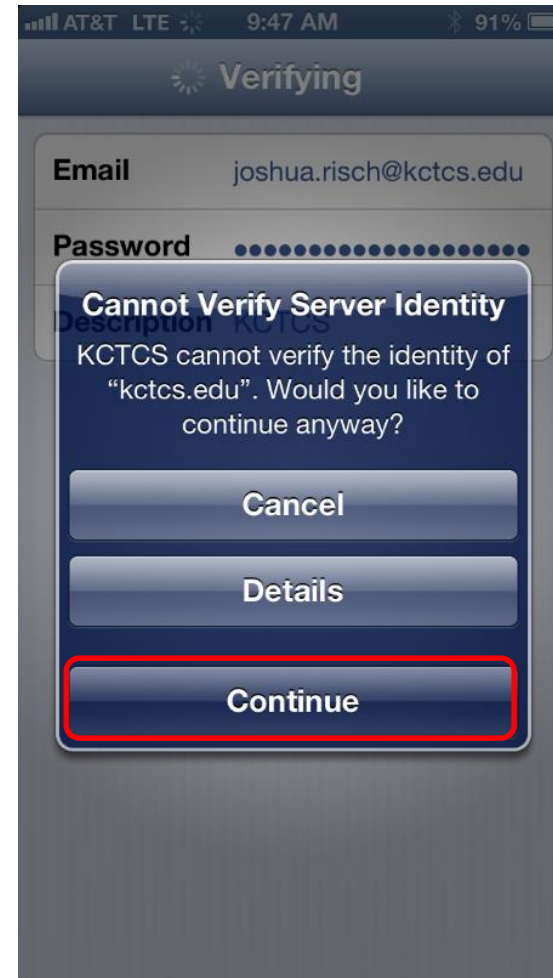 AT&T LTE 9:47 AM 91%
Verifying
Email joshua.risch@kctcs.edu
Password ••••••••••••••••••••
Description KCTCS
Cannot Verify Server Identity
KCTCS cannot verify the identity of
“kctcs.edu”. Would you like to
continue anyway?
Cancel
Details
Continue